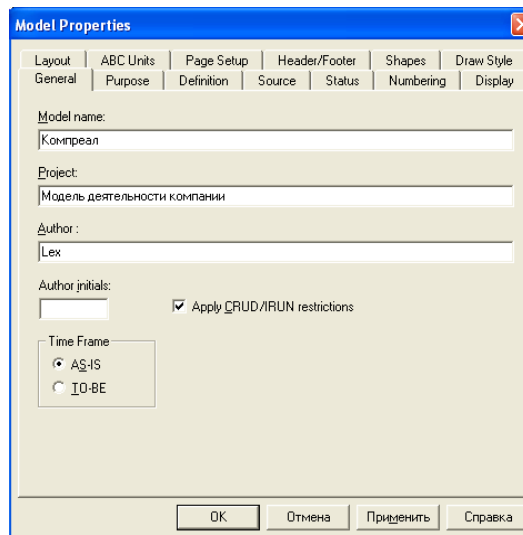 Model Properties
Layout ABC Units Page Setup Header/Footer Shapes Draw Style
General Purpose Definition Source Status Numbering Display
Model name:
Компреал
Project:
Модель деятельности компании
Author :
Lex
Author initials:
Apply CRUD/IRUN restrictions
Time Frame
AS-IS
TO-BE
OK Отмена Применить Справка